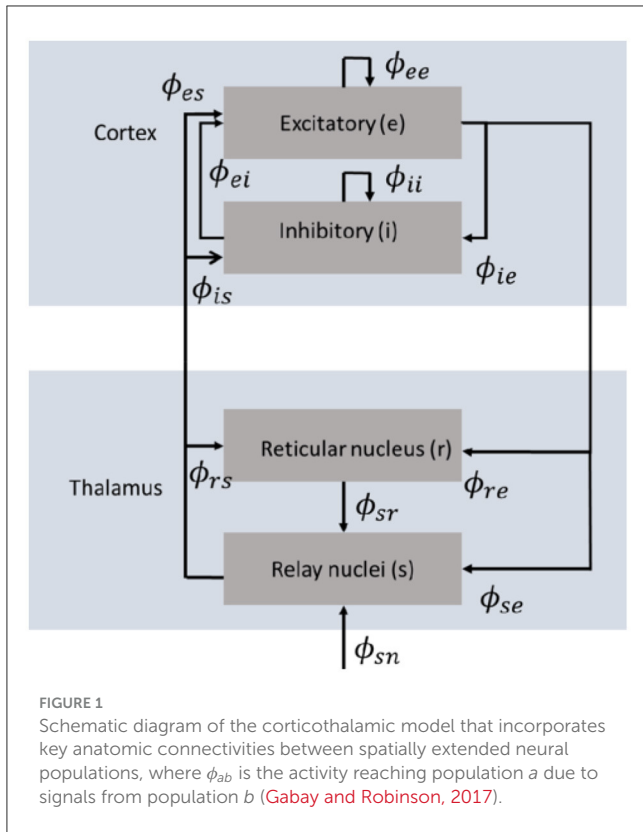 ϕee
ϕes
Cortex
Excitatory (e)
ϕei
ϕii
Inhibitory (i)
ϕis
ϕie
Reticular nucleus (r)
ϕrs
ϕre
Thalamus
ϕsr
Relay nuclei (s)
ϕse
ϕsn
FIGURE 1
Schematic diagram of the corticothalamic model that incorporates
key anatomic connectivities between spatially extended neural
populations, where ϕab is the activity reaching population a due to
signals from population b (Gabay and Robinson, 2017).